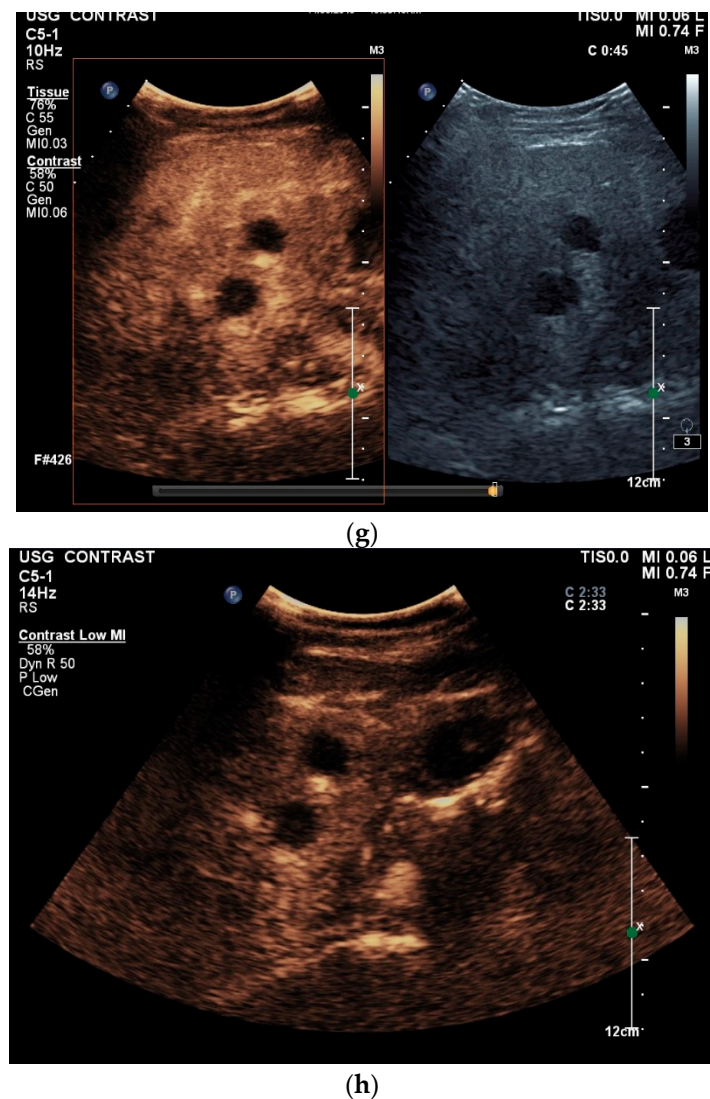 USG CONTRAST
TIS0.0 MI 0.06 L
MI 0.74 F
C5-1
10Hz
RS
M3
C 0:45
M3
P
P
Tissue
76%
C 55
Gen
MI0.03
Contrast
58%
C 50
Gen
MI0.06
X
X
3
F#426
12cm
(g)
USG CONTRAST
TIS0.0 MI 0.06 L
MI 0.74 F
C5-1
14Hz
RS
P
C 2:33
C 2:33
M3
Contrast Low MI
58%
Dyn R 50
P Low
CGen
X
12cm
(h)